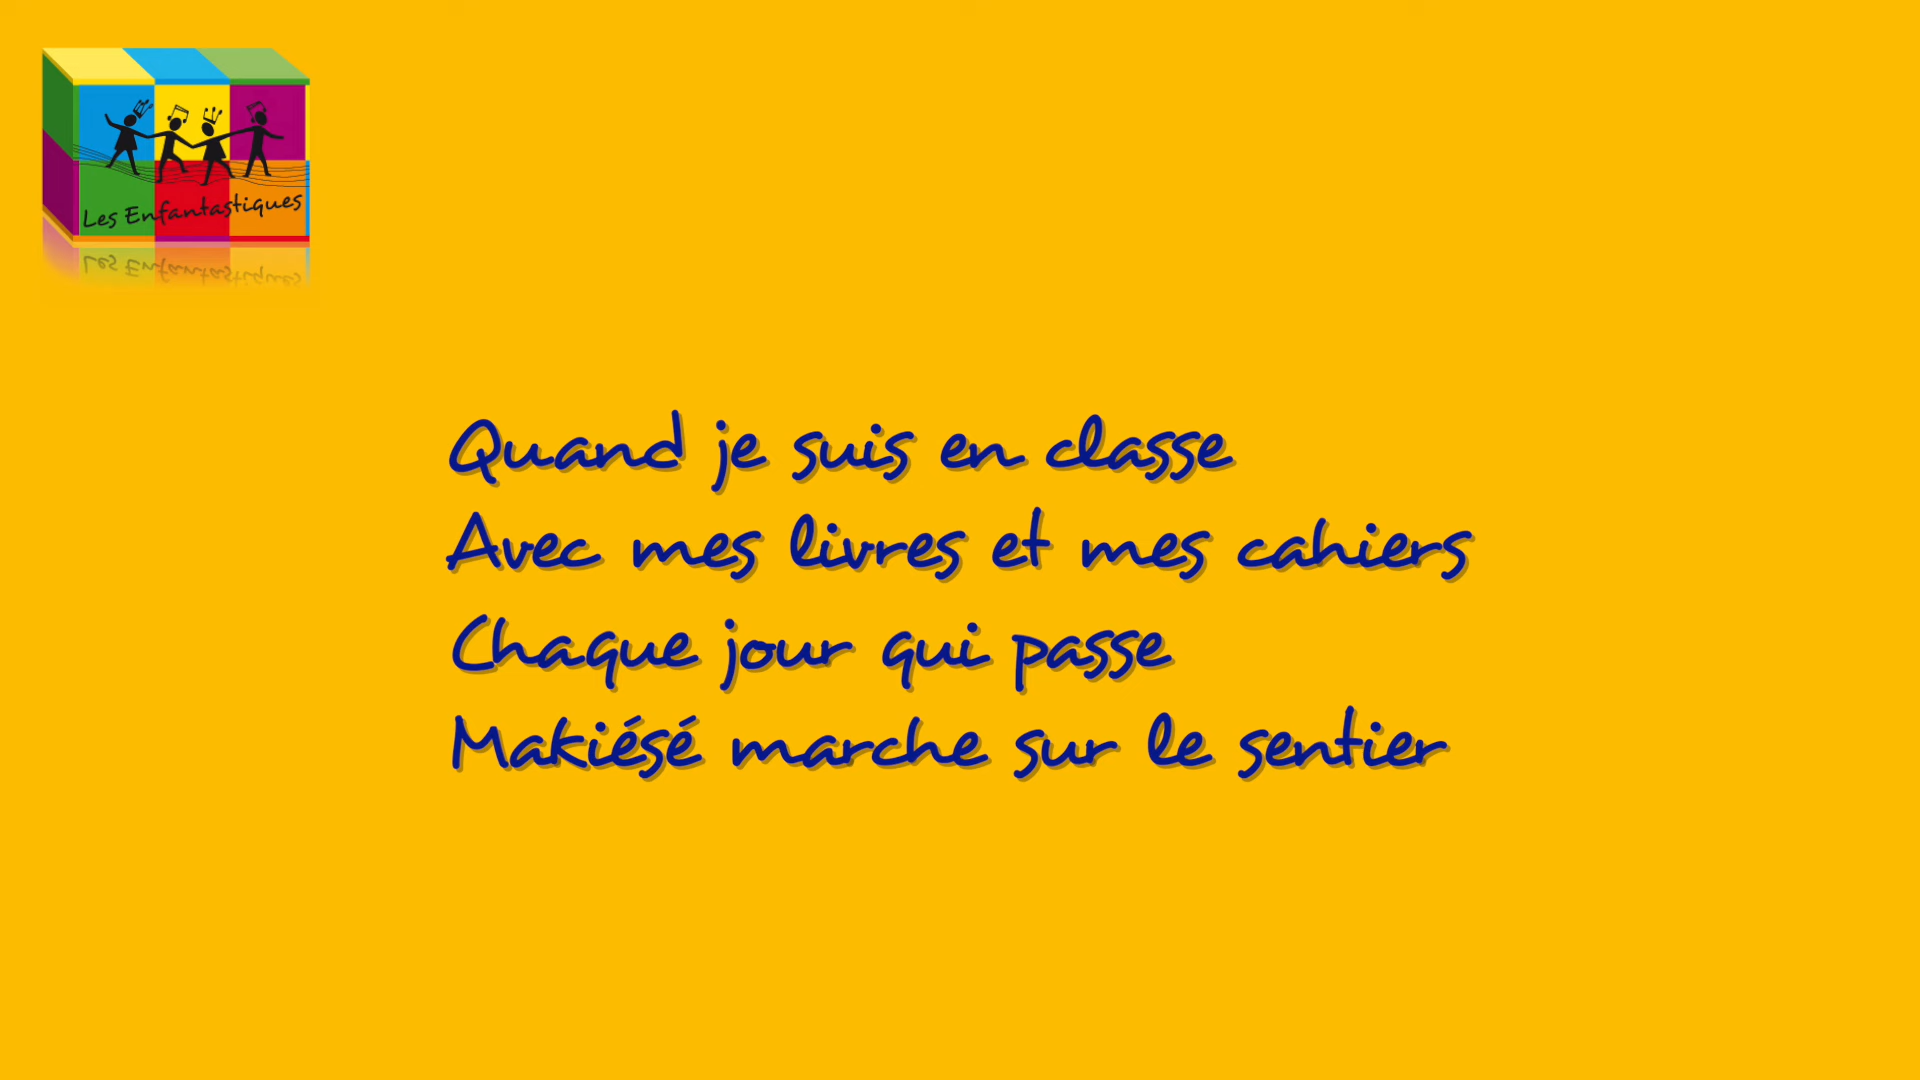 Les Enfantastiques
Quand je suis en classe
Avec mes livres et mes cahiers
Chaque jour qui passe
Makiésé marche sur le sentier